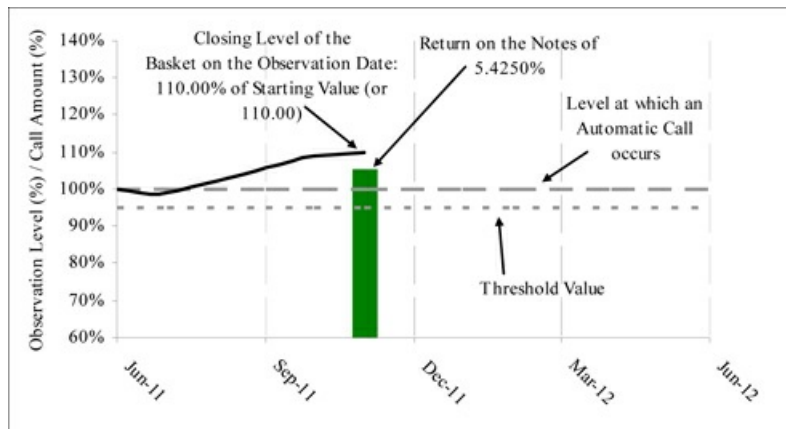 Observation Level (%) / Call Amount (%)
140%
130%
120%
110%
100%
90%
80%
70%
60%
Closing Level of the
Basket on the Observation Date:
110.00% of Starting Value (or
110.00)
Return on the Notes of
5.4250%
Level at which an
Automatic Call
occurs
Threshold Value
Jun-11
Sep-11
Dec-11
Mar-12
Jun-12